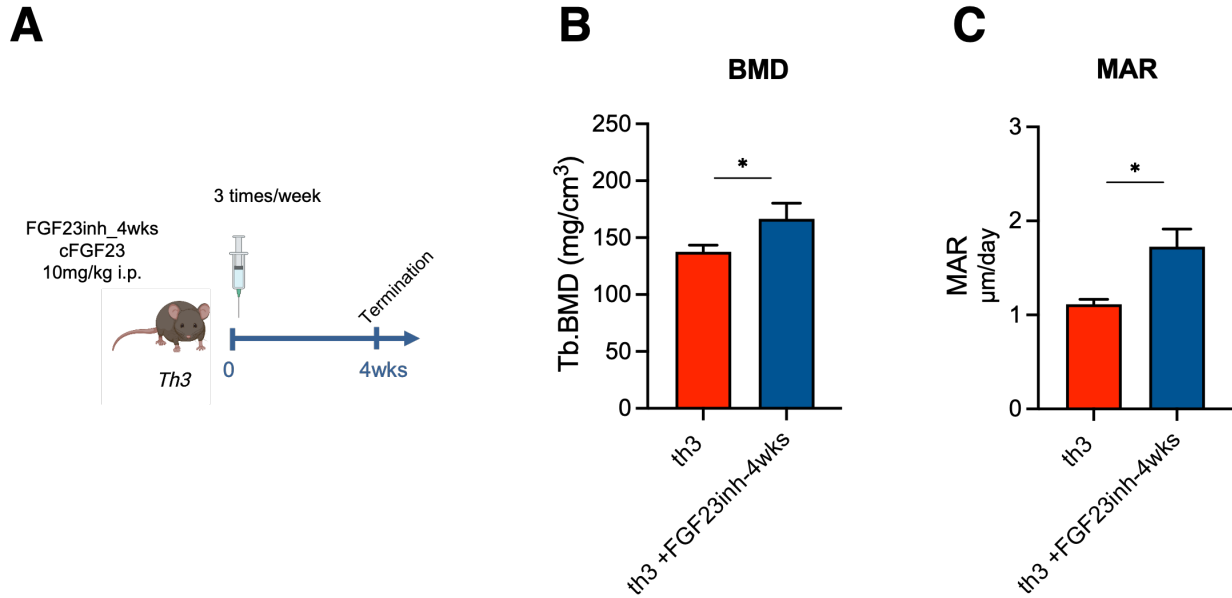 A
3 times/week
FGF23inh_4wks
cFGF23
10mg/kg i.p.
Termination
Th3
0
4wks
B
BMD
Tb.BMD (mg/cm³)
250
200
150
100
50
0
*
th3
th3 +FGF23inh-4wks
C
MAR
MAR
µm/day
3
2
1
0
*
th3
th3 +FGF23inh-4wks